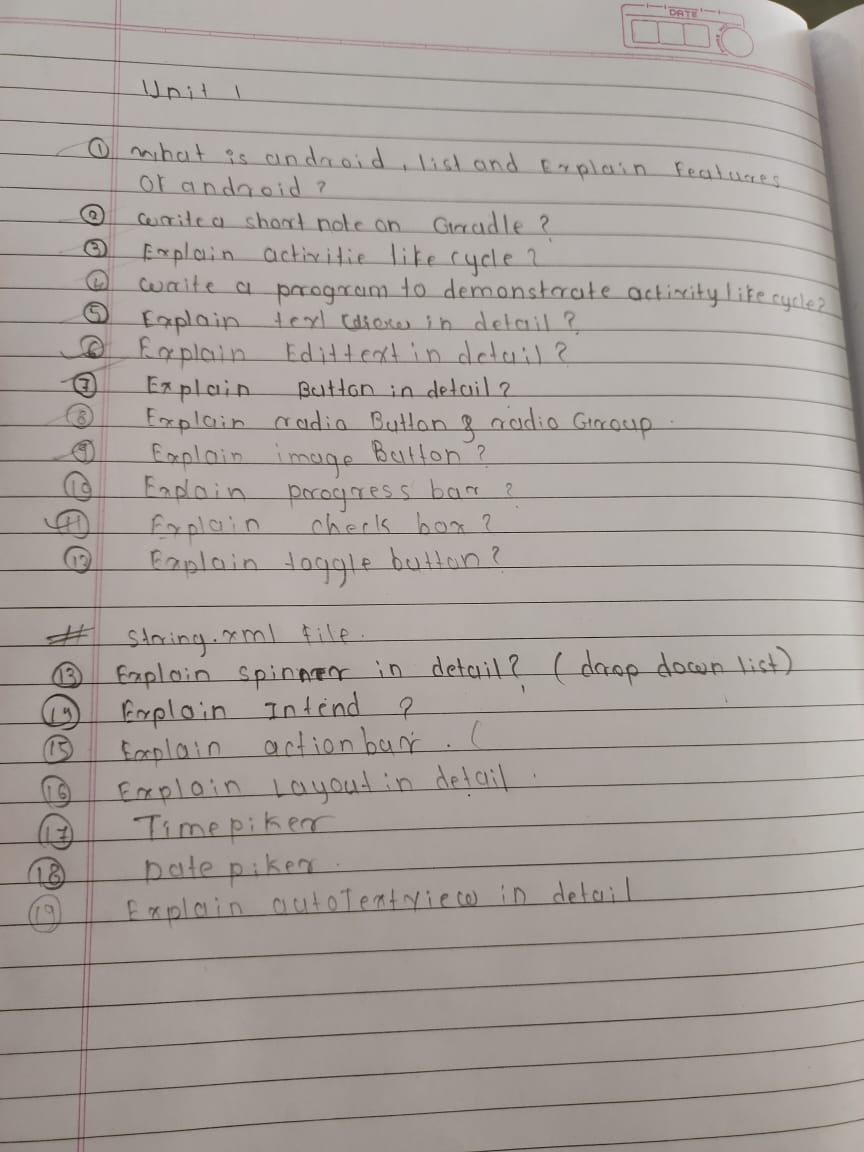 DATE
Unit 1
① what is android, list and Explain features
of android ?
② write a short note on Gradle ?
③ Explain activitie life cycle ?
④ write a program to demonstrate activity life cycle?
⑤ Explain text view in detail ?
⑥ Explain Edittext in detail ?
⑦ Explain Button in detail ?
⑧ Explain radio Button & radio Group.
⑨ Explain image Button ?
⑩ Explain progress bar ?
⑪ Explain check box ?
⑫ Explain toggle button ?
# String.xml file.
⑬ Explain spinner in detail ? (drop down list)
⑭ Explain Intend ?
⑮ Explain actionbar. (
⑯ Explain Layout in detail.
⑰ Timepiker
⑱ Date piker.
⑲ Explain autoTextview in detail